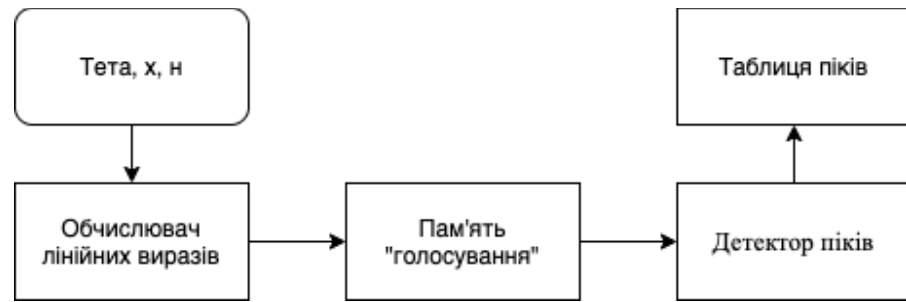 Тета, х, н
Таблиця піків
Обчислювач
лінійних виразів
Пам'ять
"голосування"
Детектор піків